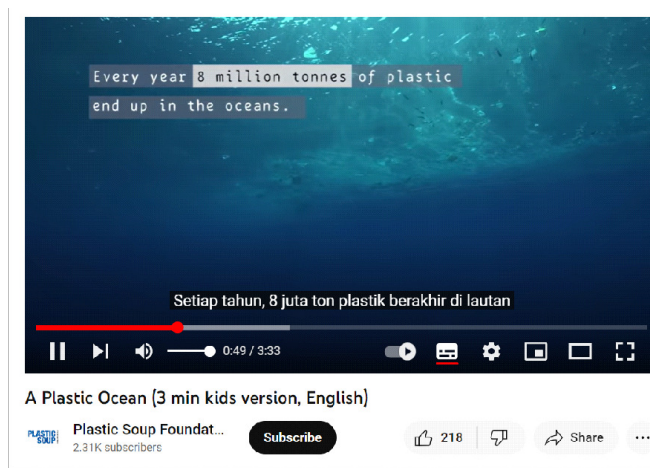 Every year 8 million tonnes of plastic
end up in the oceans.
Setiap tahun, 8 juta ton plastik berakhir di lautan
0:49 / 3:33
A Plastic Ocean (3 min kids version, English)
PLASTIC
SOUP
Plastic Soup Foundat...
2.31K subscribers
Subscribe
218
Share